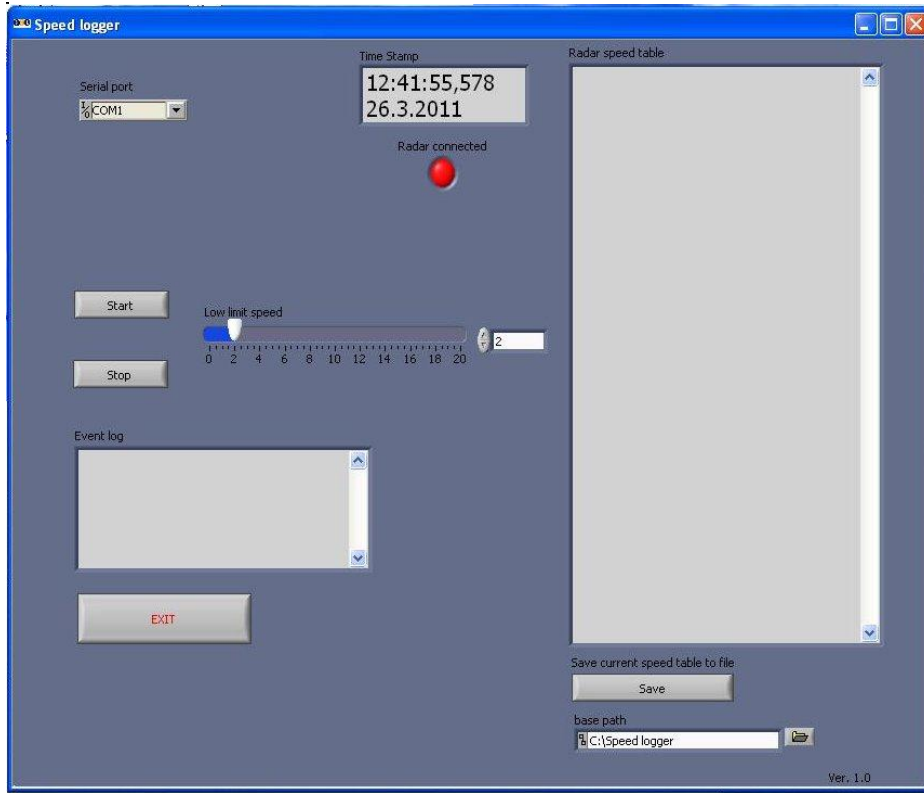 Speed logger
Time Stamp
12:41:55,578
26.3.2011
Radar speed table
Serial port
COM1
Radar connected
Start
Low limit speed
2
0 2 4 6 8 10 12 14 16 18 20
Stop
Event log
EXIT
Save current speed table to file
Save
base path
C:\Speed logger
Ver. 1.0